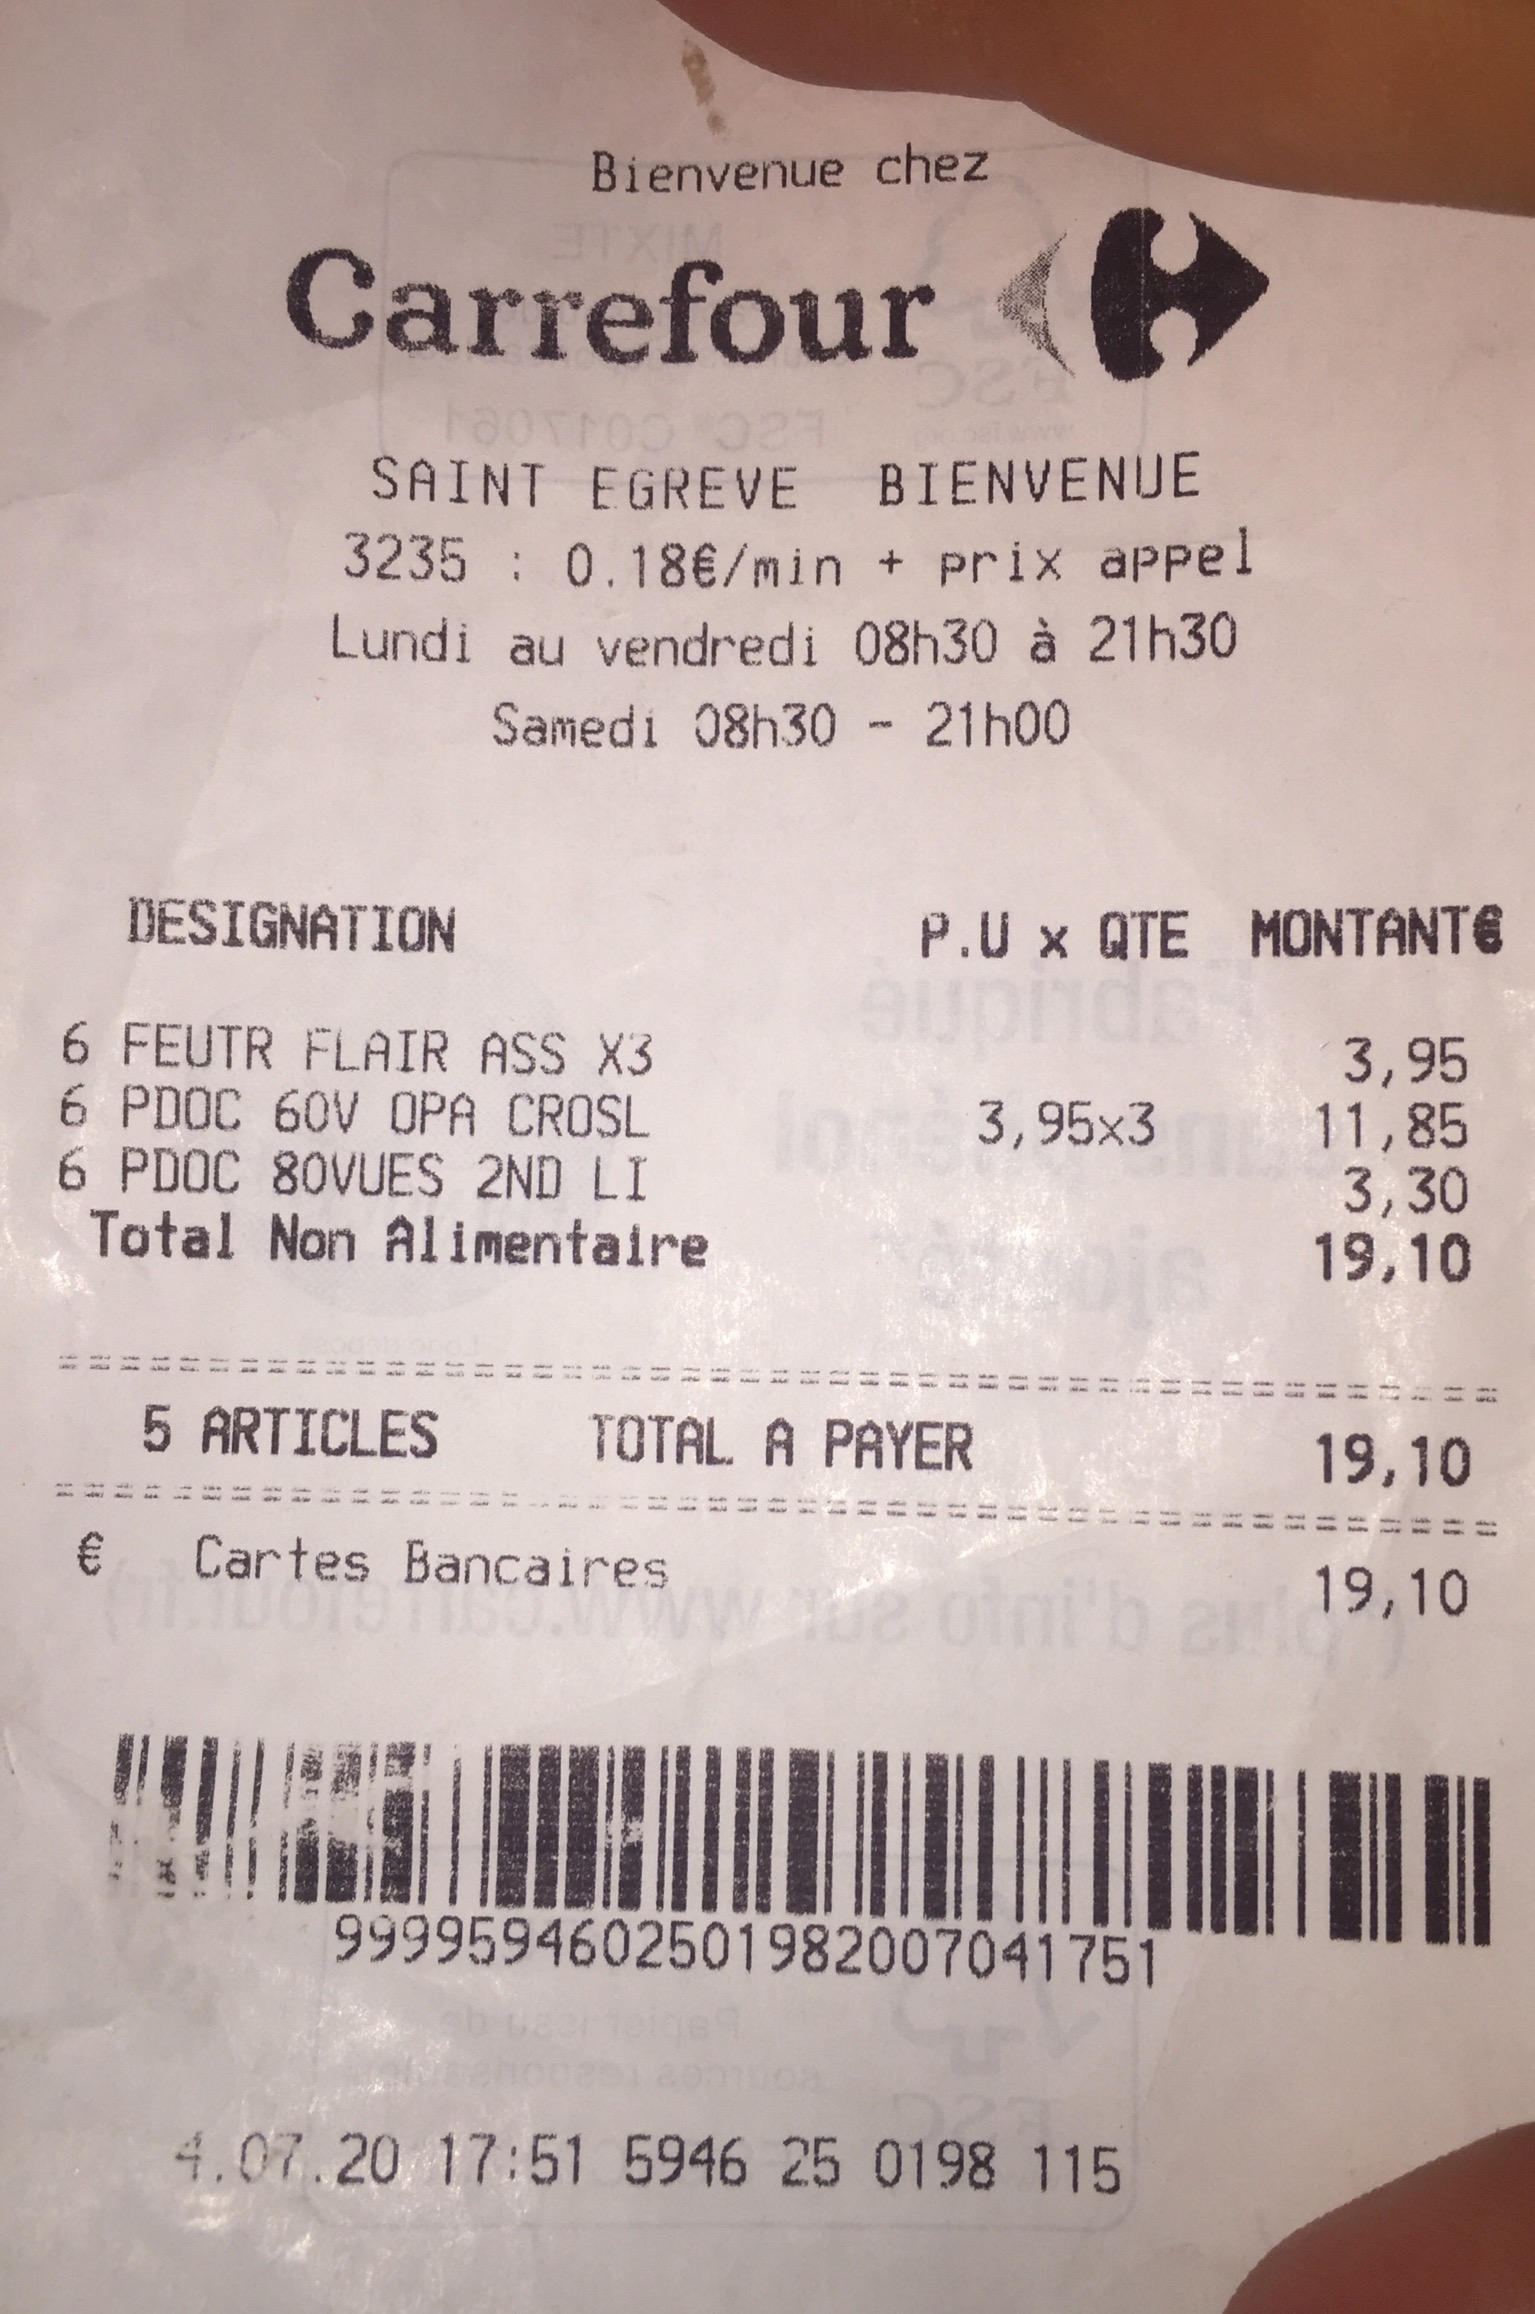 Bienvenue chez
Carrefour
SAINT EGREVE BIENVENUE
3235 : 0.18€/min + prix appel
Lundi au vendredi 08h30 à 21h30
Samedi 08h30 - 21h00
DESIGNATION P.U x QTE MONTANT€
6 FEUTR FLAIR ASS X3 3,95
6 PDOC 60V OPA CROSL 3,95x3 11,85
6 PDOC 80VUES 2ND LI 3,30
Total Non Alimentaire 19,10
5 ARTICLES TOTAL A PAYER 19,10
€ Cartes Bancaires 19,10
9999594602501982007041751
4.07.20 17:51 5946 25 0198 115